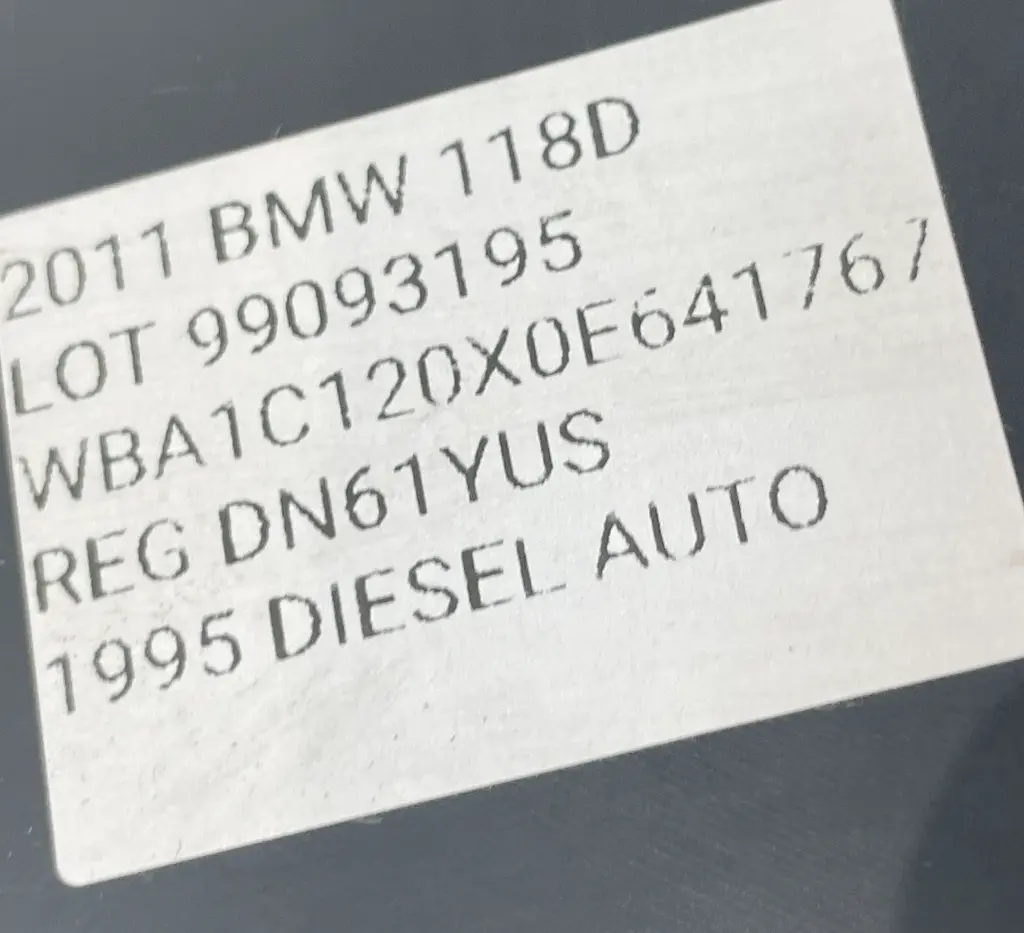 2011 BMW 118D
LOT 99093195
WBA1C120X0E641767
REG DN61YUS
1995 DIESEL AUTO